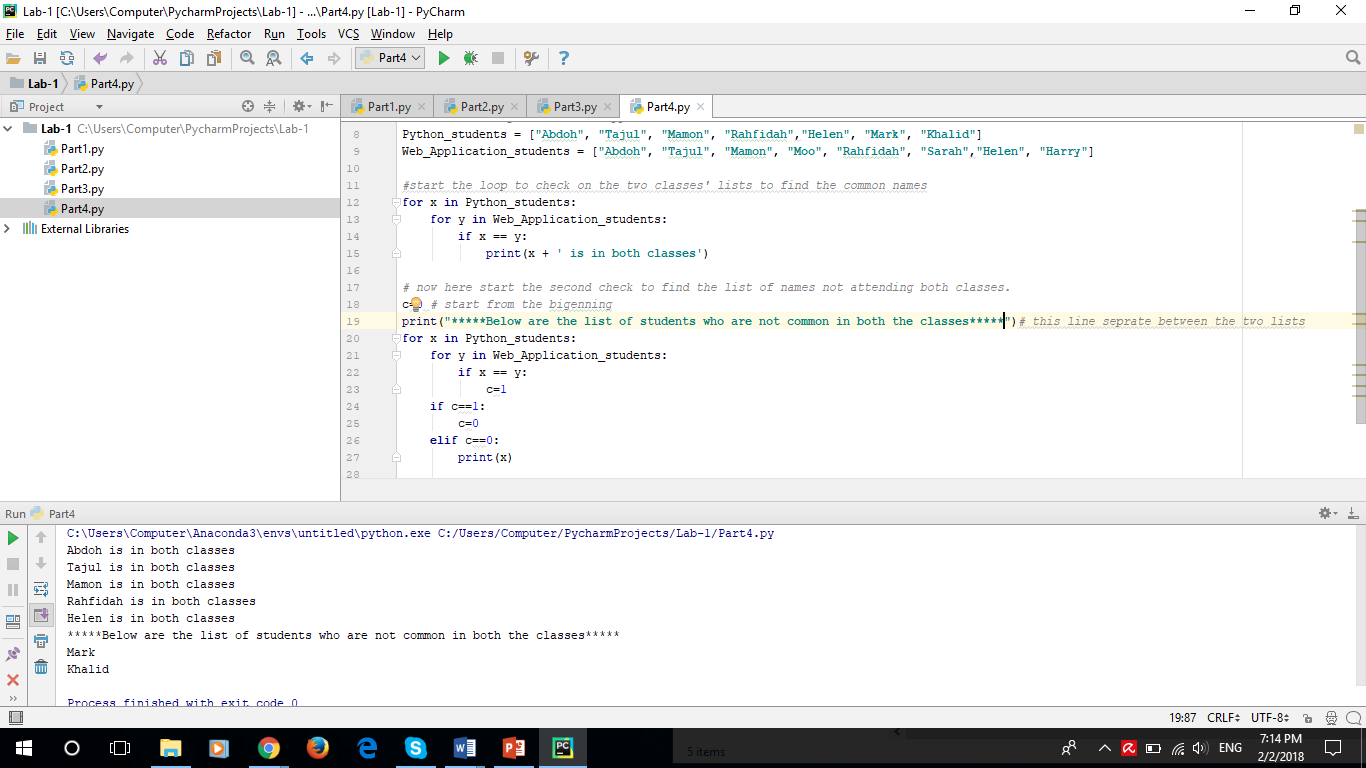 Lab-1 [C:\Users\Computer\PycharmProjects\Lab-1] - ...\Part4.py [Lab-1] - PyCharm
File Edit View Navigate Code Refactor Run Tools VCS Window Help
Part4
Lab-1 Part4.py
Project
Part1.py Part2.py Part3.py Part4.py
Lab-1 C:\Users\Computer\PycharmProjects\Lab-1
Part1.py
Part2.py
Part3.py
Part4.py
External Libraries
8 Python_students = ["Abdoh", "Tajul", "Mamon", "Rahfidah","Helen", "Mark", "Khalid"]
9 Web_Application_students = ["Abdoh", "Tajul", "Mamon", "Moo", "Rahfidah", "Sarah","Helen", "Harry"]
10
11 #start the loop to check on the two classes' lists to find the common names
12 for x in Python_students:
13 for y in Web_Application_students:
14 if x == y:
15 print(x + ' is in both classes')
16
17 # now here start the second check to find the list of names not attending both classes.
18 c= # start from the bigenning
19 print("*****Below are the list of students who are not common in both the classes*****")# this line seprate between the two lists
20 for x in Python_students:
21 for y in Web_Application_students:
22 if x == y:
23 c=1
24 if c==1:
25 c=0
26 elif c==0:
27 print(x)
28
Run Part4
C:\Users\Computer\Anaconda3\envs\untitled\python.exe C:/Users/Computer/PycharmProjects/Lab-1/Part4.py
Abdoh is in both classes
Tajul is in both classes
Mamon is in both classes
Rahfidah is in both classes
Helen is in both classes
*****Below are the list of students who are not common in both the classes*****
Mark
Khalid
Process finished with exit code 0
19:87 CRLF UTF-8
5 items
ENG
7:14 PM
2/2/2018